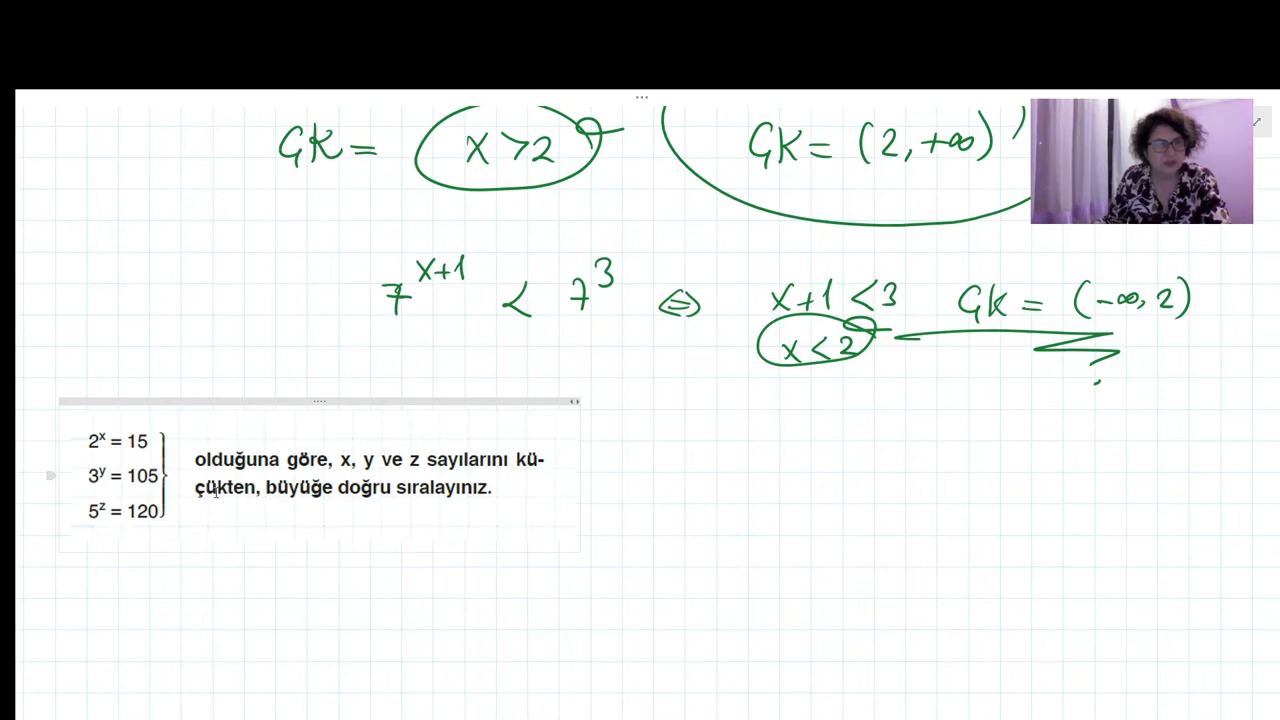 GK = x > 2 GK = (2, +∞)
7^{x+1} < 7^3 ⇔ x+1 < 3 GK = (-∞, 2)
x < 2
?
2^x = 15
3^y = 105
5^z = 120
olduğuna göre, x, y ve z sayılarını kü-
çükten, büyüğe doğru sıralayınız.